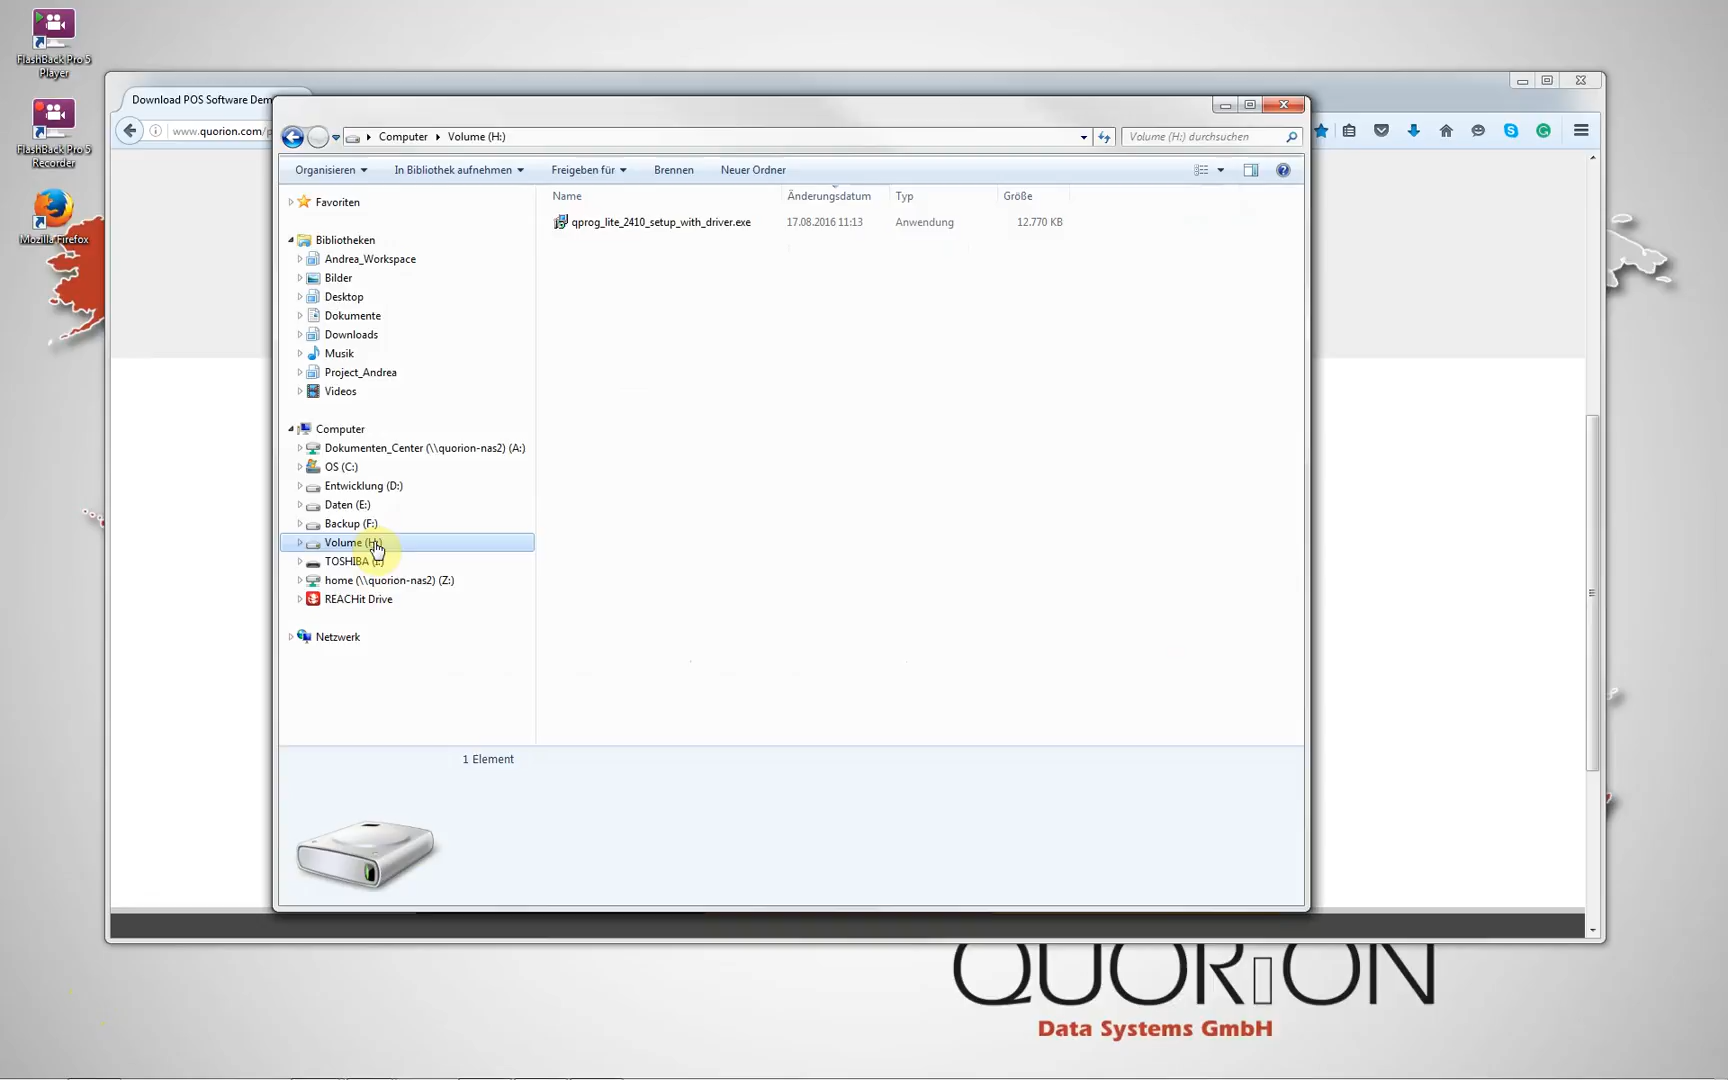 FlashBack Pro 5
Player
FlashBack Pro 5
Recorder
Mozilla Firefox
Download POS Software Dem
www.quorion.com/p
Computer
Volume (H:)
Volume (H:) durchsuchen
Organisieren
In Bibliothek aufnehmen
Freigeben für
Brennen
Neuer Ordner
Name
Änderungsdatum
Typ
Größe
qprog_lite_2410_setup_with_driver.exe
17.08.2016 11:13
Anwendung
12.770 KB
Favoriten
Bibliotheken
Andrea_Workspace
Bilder
Desktop
Dokumente
Downloads
Musik
Project_Andrea
Videos
Computer
Dokumenten_Center (\\quorion-nas2) (A:)
OS (C:)
Entwicklung (D:)
Daten (E:)
Backup (F:)
Volume (H:)
TOSHIBA (I:)
home (\\quorion-nas2) (Z:)
REACHit Drive
Netzwerk
1 Element
QUORiON
Data Systems GmbH